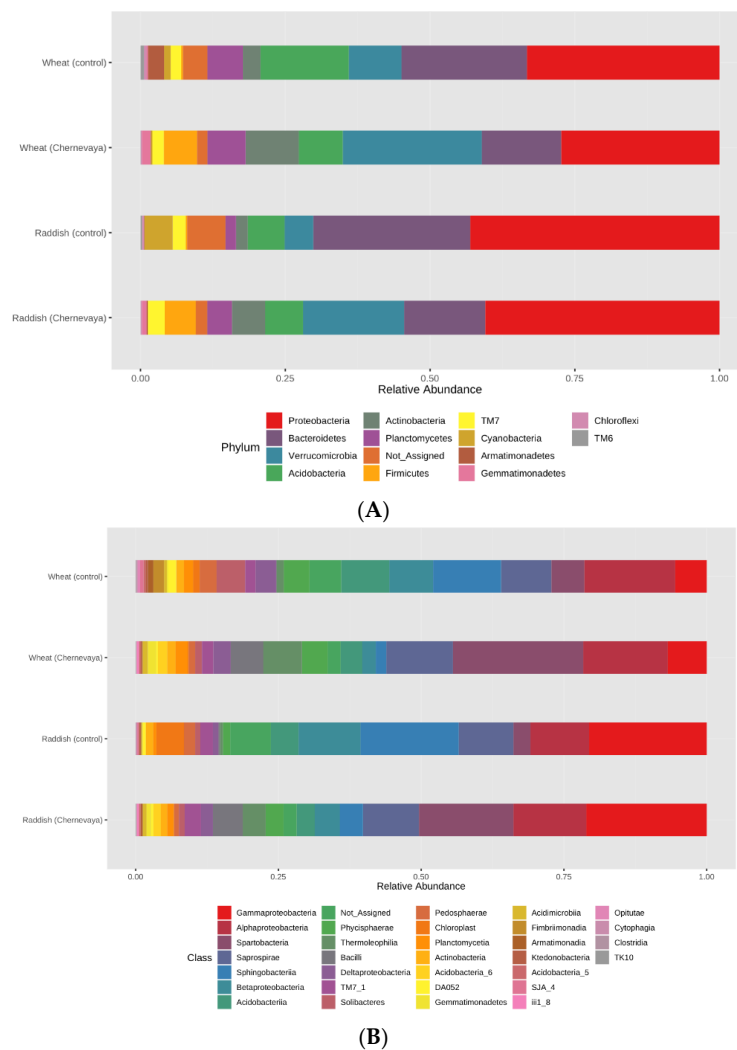 Wheat (control)
Wheat (Chernevaya)
Raddish (control)
Raddish (Chernevaya)
0.00 0.25 0.50 0.75 1.00
Relative Abundance
Phylum
Proteobacteria Actinobacteria TM7 Chloroflexi
Bacteroidetes Planctomycetes Cyanobacteria TM6
Verrucomicrobia Not_Assigned Armatimonadetes
Acidobacteria Firmicutes Gemmatimonadetes
(A)
Wheat (control)
Wheat (Chernevaya)
Raddish (control)
Raddish (Chernevaya)
0.00 0.25 0.50 0.75 1.00
Relative Abundance
Class
Gammaproteobacteria Not_Assigned Pedosphaerae Acidimicrobiia Opitutae
Alphaproteobacteria Phycisphaerae Chloroplast Fimbriimonadia Cytophagia
Spartobacteria Thermoleophilia Planctomycetia Armatimonadia Clostridia
Saprospirae Bacilli Actinobacteria Ktedonobacteria TK10
Sphingobacteriia Deltaproteobacteria Acidobacteria_6 Acidobacteria_5
Betaproteobacteria TM7_1 DA052 SJA_4
Acidobacteriia Solibacteres Gemmatimonadetes iii1_8
(B)